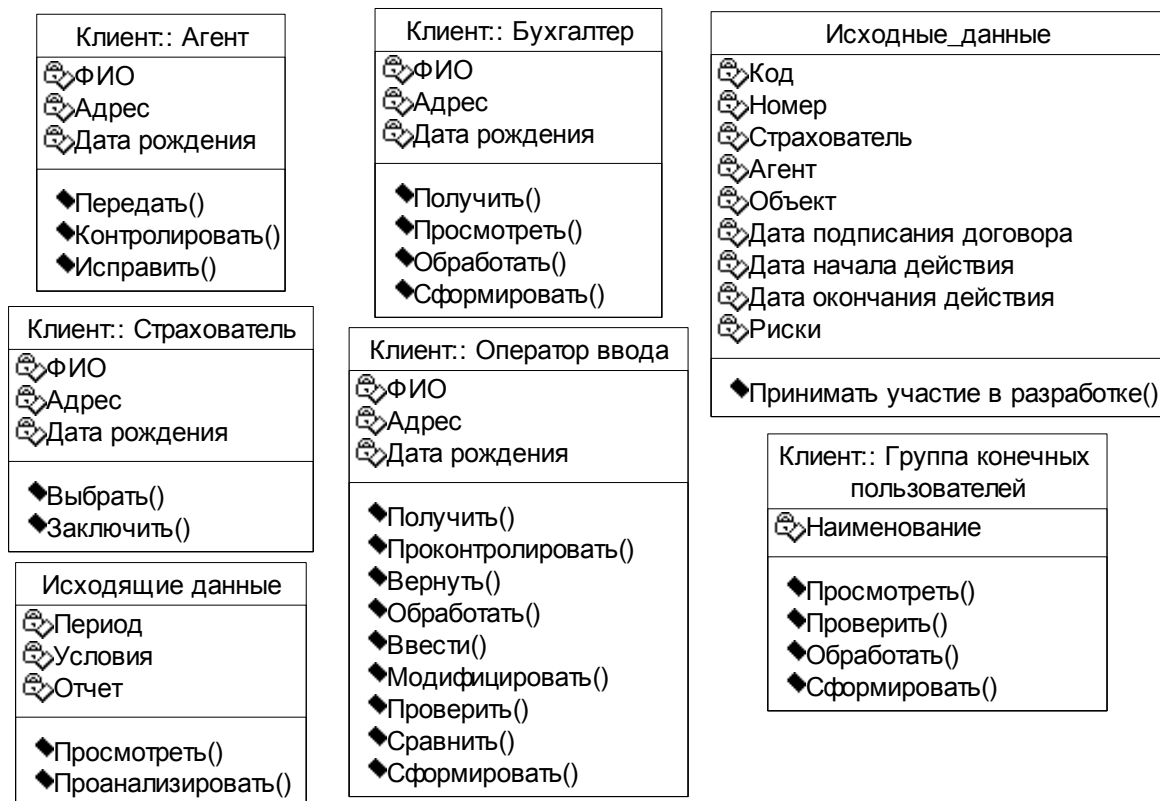 Клиент:: Агент
ФИО
Адрес
Дата рождения
Передать()
Контролировать()
Исправить()
Клиент:: Бухгалтер
ФИО
Адрес
Дата рождения
Получить()
Просмотреть()
Обработать()
Сформировать()
Исходные_данные
Код
Номер
Страхователь
Агент
Объект
Дата подписания договора
Дата начала действия
Дата окончания действия
Риски
Принимать участие в разработке()
Клиент:: Страхователь
ФИО
Адрес
Дата рождения
Выбрать()
Заключить()
Клиент:: Оператор ввода
ФИО
Адрес
Дата рождения
Получить()
Проконтролировать()
Вернуть()
Обработать()
Ввести()
Модифицировать()
Проверить()
Сравнить()
Сформировать()
Клиент:: Группа конечных
пользователей
Наименование
Просмотреть()
Проверить()
Обработать()
Сформировать()
Исходящие данные
Период
Условия
Отчет
Просмотреть()
Проанализировать()